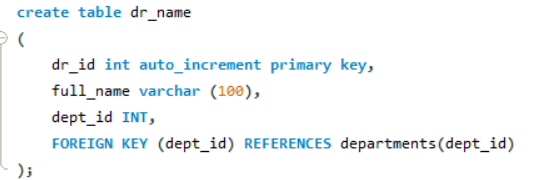 create table dr_name
(
dr_id int auto_increment primary key,
full_name varchar (100),
dept_id INT,
FOREIGN KEY (dept_id) REFERENCES departments(dept_id)
);